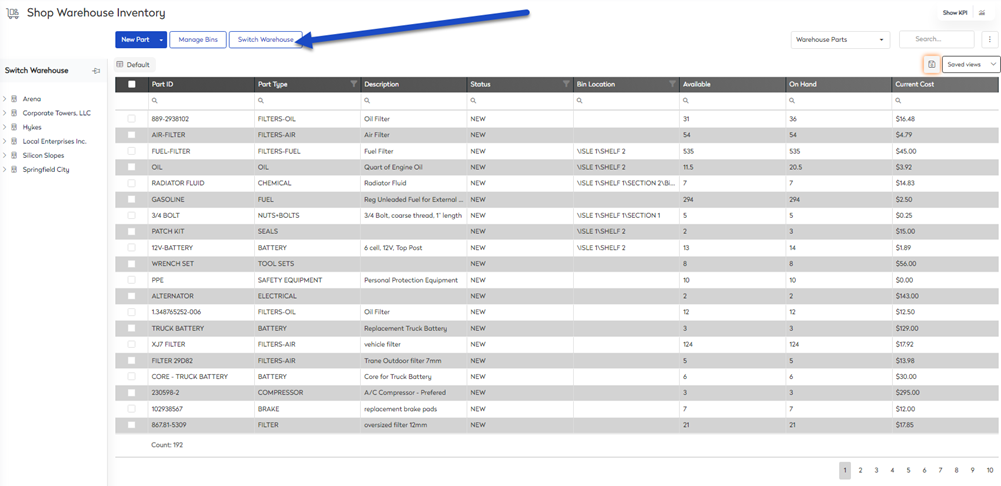 Shop Warehouse Inventory
Show KPI
New Part Manage Bins Switch Warehouse
Warehouse Parts
Search...
Switch Warehouse
Default
Saved views
Arena
Corporate Towers, LLC
Hykes
Local Enterprises Inc.
Silicon Slopes
Springfield City
Part ID Part Type Description Status Bin Location Available On Hand Current Cost
889-2938102 FILTERS-OIL Oil Filter NEW 31 36 $16.48
AIR-FILTER FILTERS-AIR Air Filter NEW 54 54 $4.79
FUEL-FILTER FILTERS-FUEL Fuel Filter NEW \ISLE 1\SHELF 2 535 535 $45.00
OIL OIL Quart of Engine Oil NEW \ISLE 1\SHELF 2 11.5 20.5 $3.92
RADIATOR FLUID CHEMICAL Radiator Fluid NEW \ISLE 1\SHELF 1\SECTION 2\Bi... 7 7 $14.83
GASOLINE FUEL Reg Unleaded Fuel for External ... NEW 294 294 $2.50
3/4 BOLT NUTS+BOLTS 3/4 Bolt, coarse thread, 1" length NEW \ISLE 1\SHELF 1\SECTION 1 5 5 $0.25
PATCH KIT SEALS NEW \ISLE 1\SHELF 2 2 3 $15.00
12V-BATTERY BATTERY 6 cell, 12V, Top Post NEW \ISLE 1\SHELF 2 13 14 $1.89
WRENCH SET TOOL SETS NEW 8 8 $56.00
PPE SAFETY EQUIPMENT Personal Protection Equipment NEW 10 10 $0.00
ALTERNATOR ELECTRICAL NEW 2 2 $143.00
1.348765252-006 FILTERS-OIL Oil Filter NEW 12 12 $12.50
TRUCK BATTERY BATTERY Replacement Truck Battery NEW 3 3 $129.00
XJ7 FILTER FILTERS-AIR vehicle filter NEW 124 124 $17.92
FILTER 29D82 FILTERS-AIR Trane Outdoor filter 7mm NEW 5 5 $13.98
CORE - TRUCK BATTERY BATTERY Core for Truck Battery NEW 6 6 $30.00
230598-2 COMPRESSOR A/C Compressor - Prefered NEW 3 3 $295.00
102938567 BRAKE replacement brake pads NEW 7 7 $12.00
867.81-5309 FILTER oversized filter 12mm NEW 21 21 $17.85
Count: 192
1 2 3 4 5 6 7 8 9 10